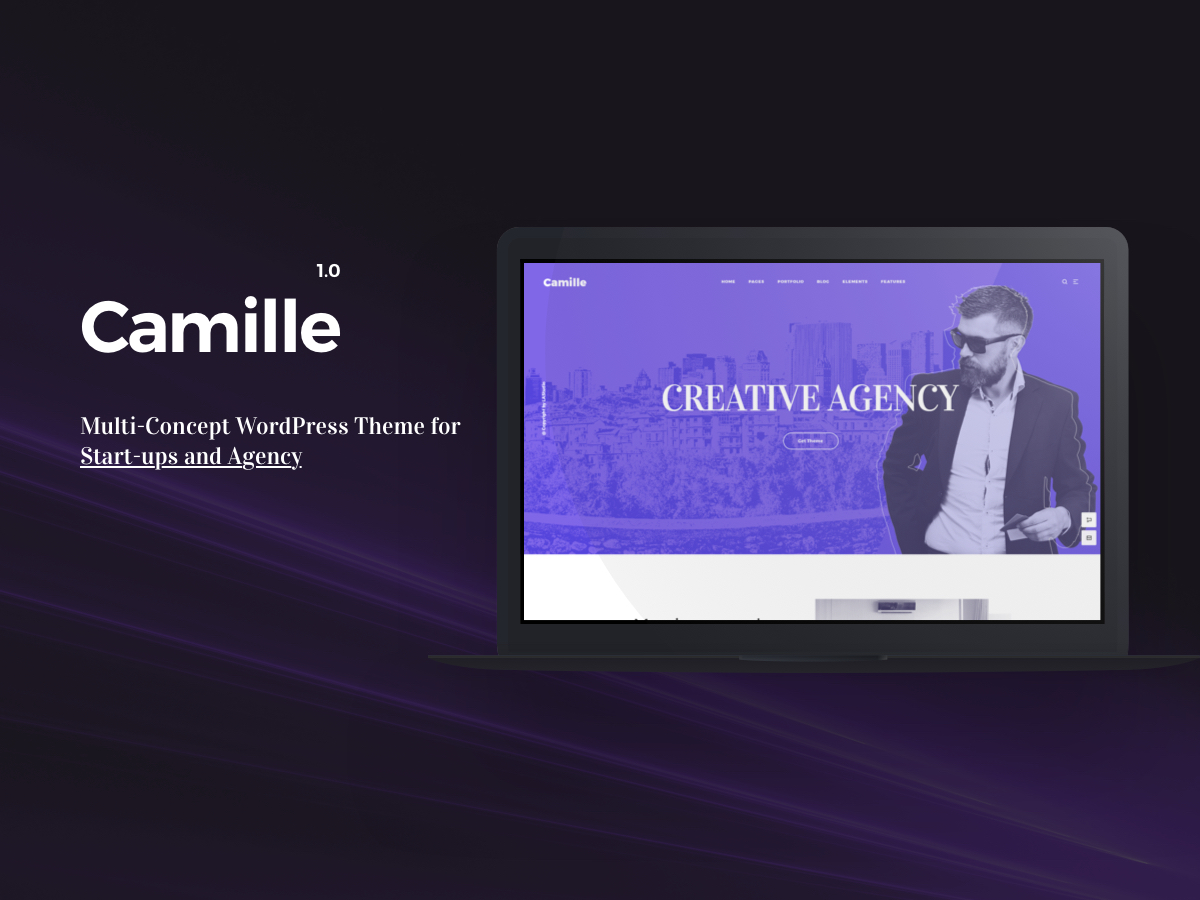 1.0
Camille
Multi-Concept WordPress Theme for
Start-ups and Agency
Camille
HOME PAGES PORTFOLIO BLOG ELEMENTS FEATURES
CREATIVE AGENCY
Get Theme